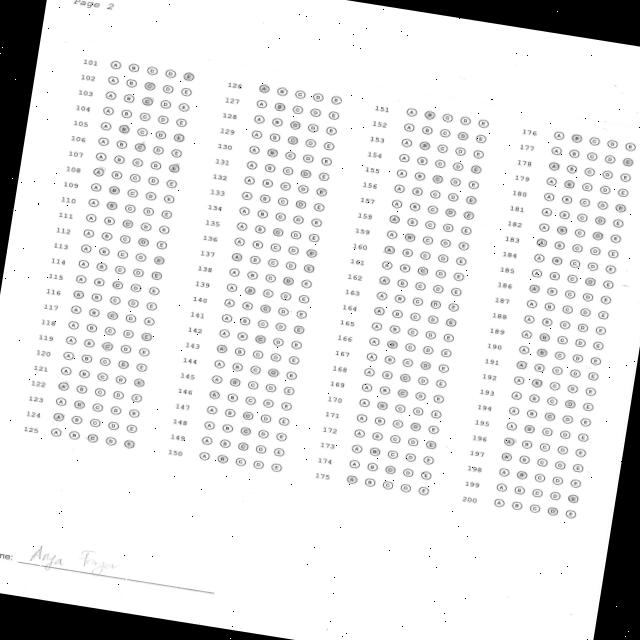 Page 2
101 A B C D E
102 A B C D E
103 A B C D E
104 A B C D E
105 A B C D E
106 A B C D E
107 A B C D E
108 A B C D E
109 A B C D E
110 A B C D E
111 A B C D E
112 A B C D E
113 A B C D E
114 A B C D E
115 A B C D E
116 A B C D E
117 A B C D E
118 A B C D E
119 A B C D E
120 A B C D E
121 A B C D E
122 A B C D E
123 A B C D E
124 A B C D E
125 A B C D E
126 A B C D E
127 A B C D E
128 A B C D E
129 A B C D E
130 A B C D E
131 A B C D E
132 A B C D E
133 A B C D E
134 A B C D E
135 A B C D E
136 A B C D E
137 A B C D E
138 A B C D E
139 A B C D E
140 A B C D E
141 A B C D E
142 A B C D E
143 A B C D E
144 A B C D E
145 A B C D E
146 A B C D E
147 A B C D E
148 A B C D E
149 A B C D E
150 A B C D E
151 A B C D E
152 A B C D E
153 A B C D E
154 A B C D E
155 A B C D E
156 A B C D E
157 A B C D E
158 A B C D E
159 A B C D E
160 A B C D E
161 A B C D E
162 A B C D E
163 A B C D E
164 A B C D E
165 A B C D E
166 A B C D E
167 A B C D E
168 A B C D E
169 A B C D E
170 A B C D E
171 A B C D E
172 A B C D E
173 A B C D E
174 A B C D E
175 A B C D E
176 A B C D E
177 A B C D E
178 A B C D E
179 A B C D E
180 A B C D E
181 A B C D E
182 A B C D E
183 A B C D E
184 A B C D E
185 A B C D E
186 A B C D E
187 A B C D E
188 A B C D E
189 A B C D E
190 A B C D E
191 A B C D E
192 A B C D E
193 A B C D E
194 A B C D E
195 A B C D E
196 A B C D E
197 A B C D E
198 A B C D E
199 A B C D E
200 A B C D E
me: Anja